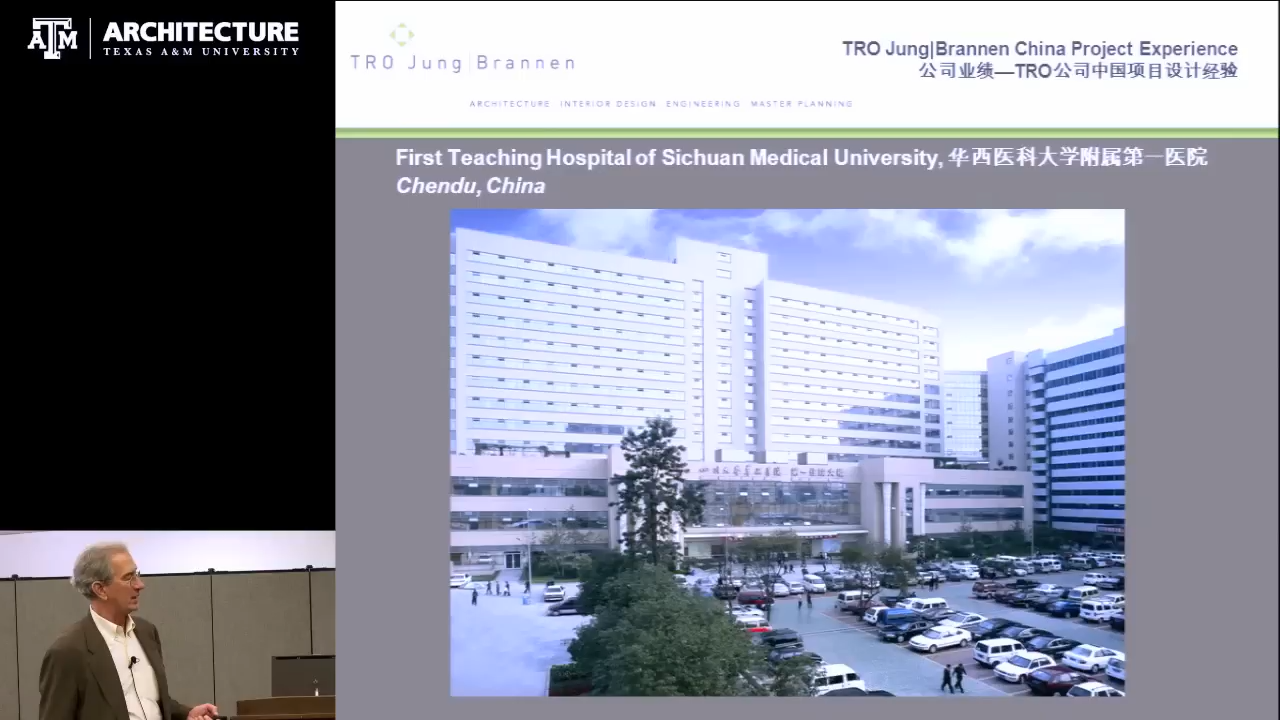 ARCHITECTURE
TEXAS A&M UNIVERSITY
TRO Jung|Brannen
ARCHITECTURE INTERIOR DESIGN ENGINEERING MASTER PLANNING
TRO Jung|Brannen China Project Experience
公司业绩—TRO公司中国项目设计经验
First Teaching Hospital of Sichuan Medical University, 华西医科大学附属第一医院
Chendu, China